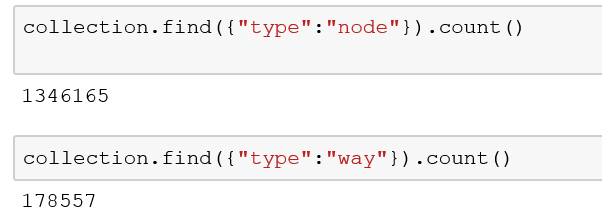 collection.find({"type":"node"}).count()
1346165
collection.find({"type":"way"}).count()
178557